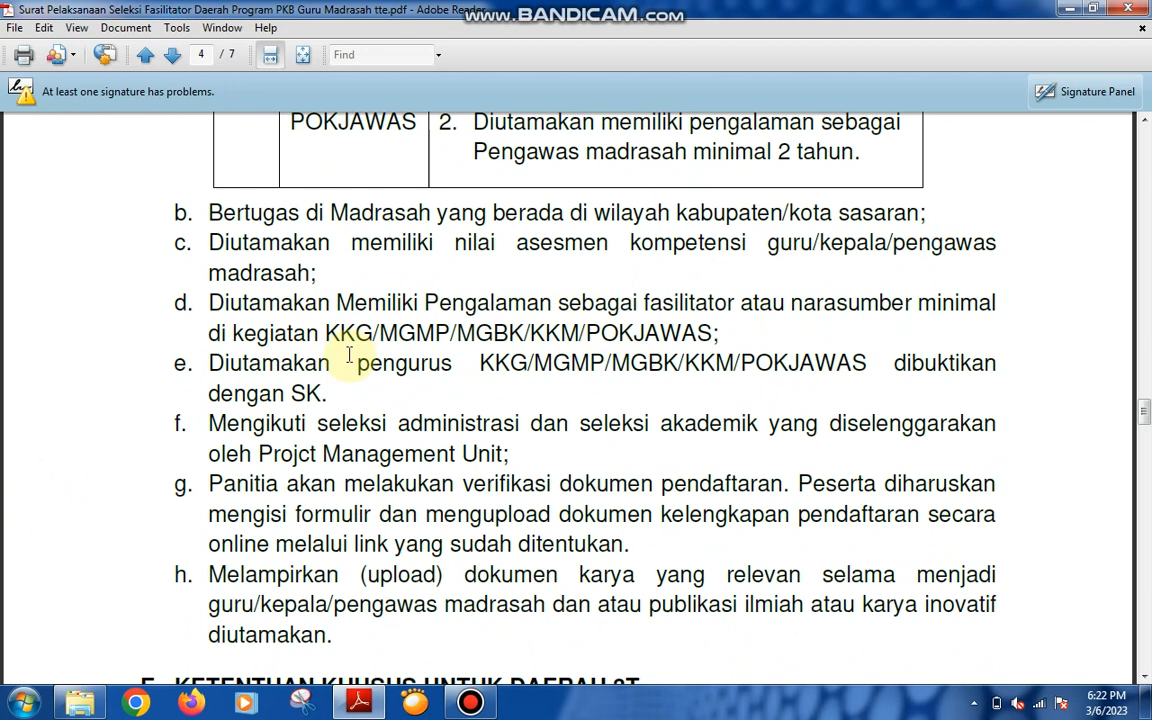 Surat Pelaksanaan Seleksi Fasilitator Daerah Program PKB Guru Madrasah tte.pdf - Adobe Reader
www.BANDICAM.com
File Edit View Document Tools Window Help
4 / 7 Find
At least one signature has problems.
Signature Panel
POKJAWAS 2. Diutamakan memiliki pengalaman sebagai
Pengawas madrasah minimal 2 tahun.
b. Bertugas di Madrasah yang berada di wilayah kabupaten/kota sasaran;
c. Diutamakan memiliki nilai asesmen kompetensi guru/kepala/pengawas
madrasah;
d. Diutamakan Memiliki Pengalaman sebagai fasilitator atau narasumber minimal
di kegiatan KKG/MGMP/MGBK/KKM/POKJAWAS;
e. Diutamakan pengurus KKG/MGMP/MGBK/KKM/POKJAWAS dibuktikan
dengan SK.
f. Mengikuti seleksi administrasi dan seleksi akademik yang diselenggarakan
oleh Projct Management Unit;
g. Panitia akan melakukan verifikasi dokumen pendaftaran. Peserta diharuskan
mengisi formulir dan mengupload dokumen kelengkapan pendaftaran secara
online melalui link yang sudah ditentukan.
h. Melampirkan (upload) dokumen karya yang relevan selama menjadi
guru/kepala/pengawas madrasah dan atau publikasi ilmiah atau karya inovatif
diutamakan.
KETENTUAN KHUSUS UNTUK DAERAH 3T
6:22 PM
3/6/2023